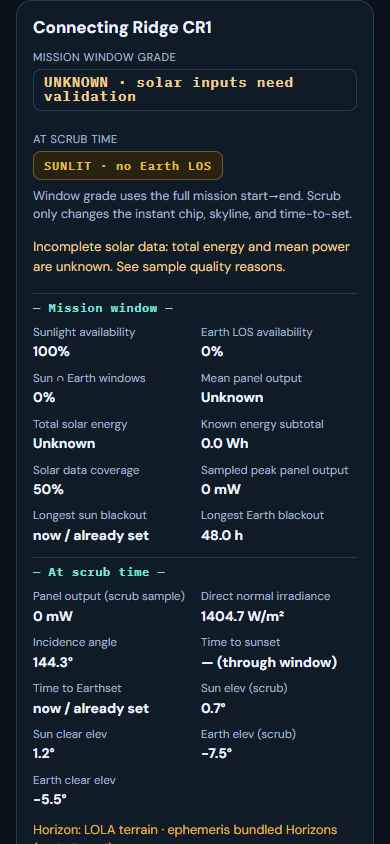 Connecting Ridge CR1
MISSION WINDOW GRADE
UNKNOWN · solar inputs need
validation
AT SCRUB TIME
SUNLIT · no Earth LOS
Window grade uses the full mission start→end. Scrub
only changes the instant chip, skyline, and time-to-set.
Incomplete solar data: total energy and mean power
are unknown. See sample quality reasons.
— Mission window —
Sunlight availability
100%
Earth LOS availability
0%
Sun ∩ Earth windows
0%
Mean panel output
Unknown
Total solar energy
Unknown
Known energy subtotal
0.0 Wh
Solar data coverage
50%
Sampled peak panel output
0 mW
Longest sun blackout
now / already set
Longest Earth blackout
48.0 h
— At scrub time —
Panel output (scrub sample)
0 mW
Direct normal irradiance
1404.7 W/m²
Incidence angle
144.3°
Time to sunset
— (through window)
Time to Earthset
now / already set
Sun elev (scrub)
0.7°
Sun clear elev
1.2°
Earth elev (scrub)
−7.5°
Earth clear elev
−5.5°
Horizon: LOLA terrain · ephemeris bundled Horizons